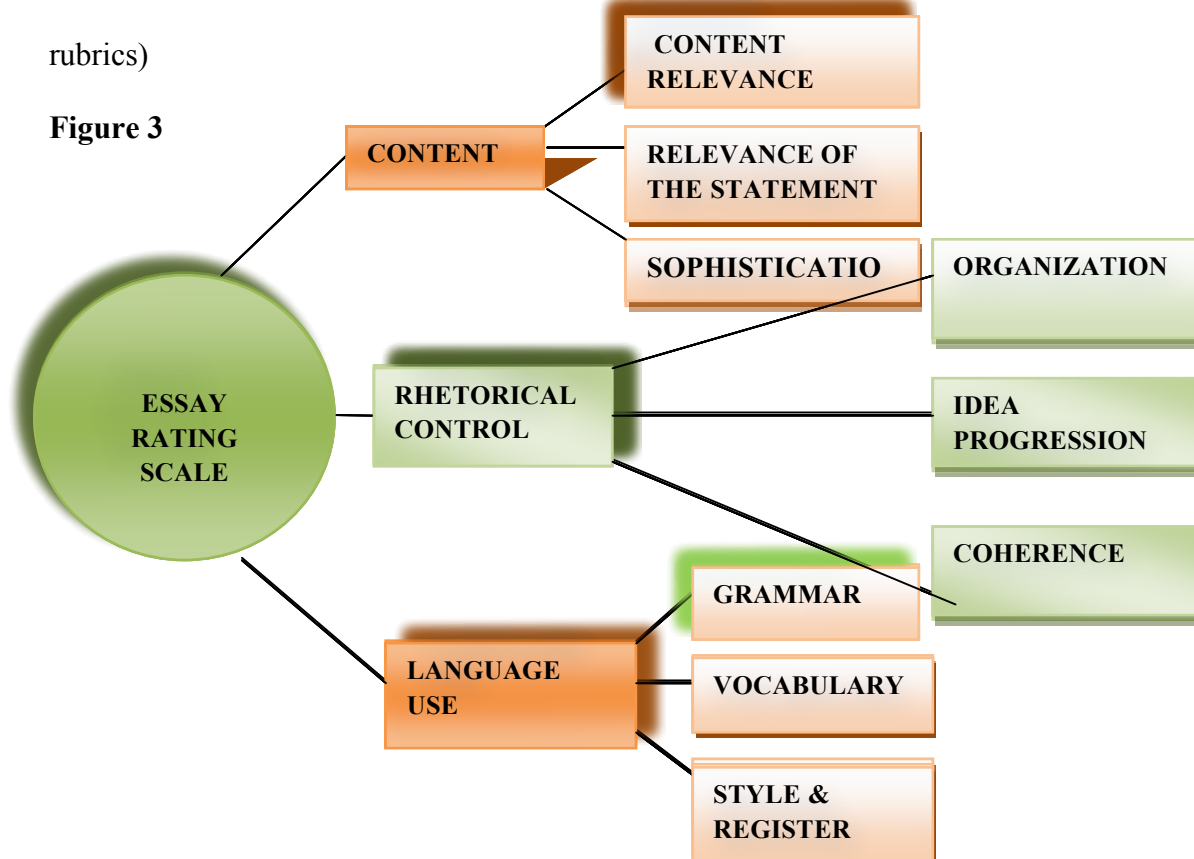 rubrics)
Figure 3
CONTENT
CONTENT
RELEVANCE
RELEVANCE OF
THE STATEMENT
SOPHISTICATIO
ESSAY
RATING
SCALE
RHETORICAL
CONTROL
ORGANIZATION
IDEA
PROGRESSION
COHERENCE
LANGUAGE
USE
GRAMMAR
VOCABULARY
STYLE &
REGISTER